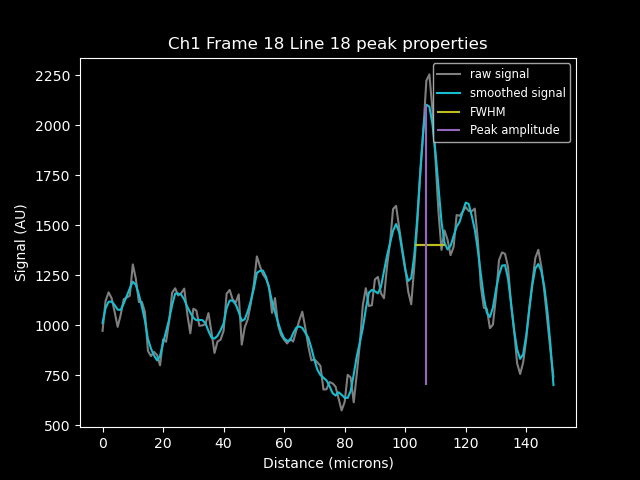 Ch1 Frame 18 Line 18 peak properties
raw signal
smoothed signal
FWHM
Peak amplitude
Signal (AU)
2250
2000
1750
1500
1250
1000
750
500
0 20 40 60 80 100 120 140
Distance (microns)